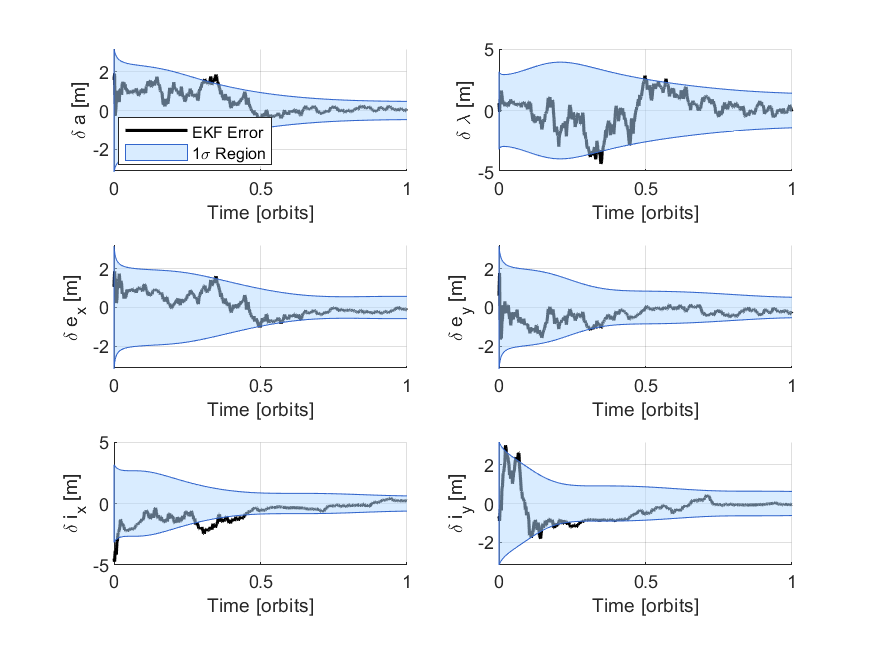 δ a [m]
2
0
-2
EKF Error
1σ Region
0
0.5
1
Time [orbits]
δ λ [m]
5
0
-5
0
0.5
1
Time [orbits]
δ e_x [m]
2
0
-2
0
0.5
1
Time [orbits]
δ e_y [m]
2
0
-2
0
0.5
1
Time [orbits]
δ i_x [m]
5
0
-5
0
0.5
1
Time [orbits]
δ i_y [m]
2
0
-2
0
0.5
1
Time [orbits]